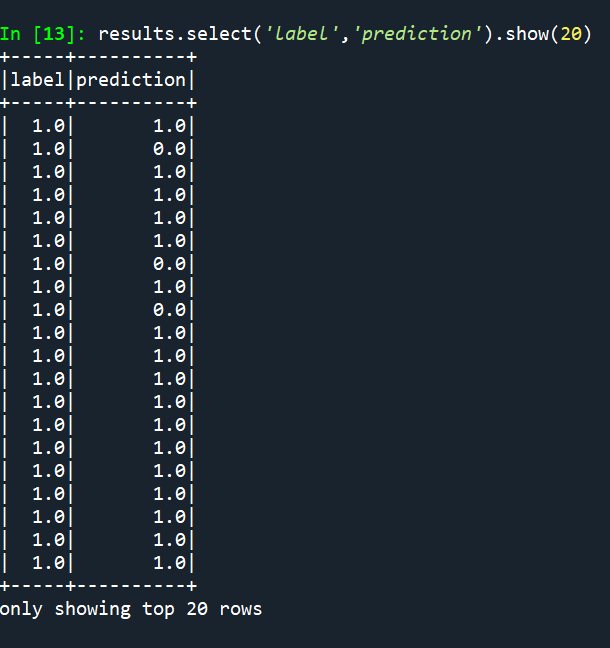 In [13]: results.select('label','prediction').show(20)
+-----+----------+
|label|prediction|
+-----+----------+
|  1.0|       1.0|
|  1.0|       0.0|
|  1.0|       1.0|
|  1.0|       1.0|
|  1.0|       1.0|
|  1.0|       1.0|
|  1.0|       0.0|
|  1.0|       1.0|
|  1.0|       0.0|
|  1.0|       1.0|
|  1.0|       1.0|
|  1.0|       1.0|
|  1.0|       1.0|
|  1.0|       1.0|
|  1.0|       1.0|
|  1.0|       1.0|
|  1.0|       1.0|
|  1.0|       1.0|
|  1.0|       1.0|
|  1.0|       1.0|
+-----+----------+
only showing top 20 rows